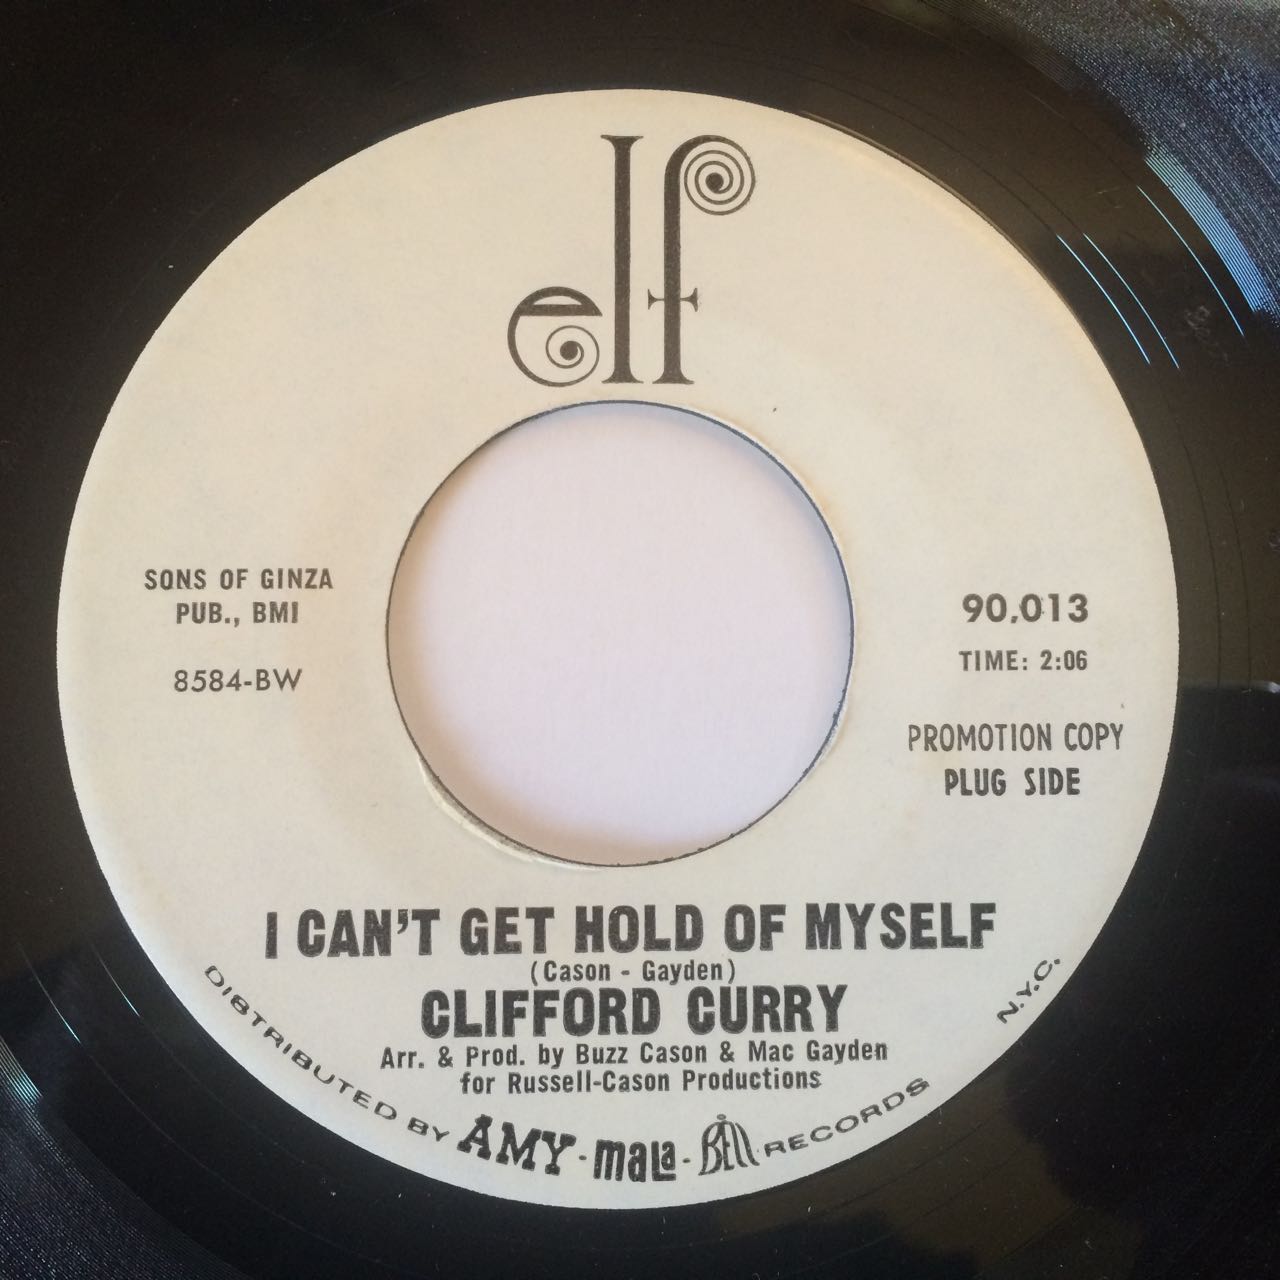 elf
SONS OF GINZA
PUB., BMI
8584-BW
90,013
TIME: 2:06
PROMOTION COPY
PLUG SIDE
I CAN'T GET HOLD OF MYSELF
(Cason - Gayden)
CLIFFORD CURRY
Arr. & Prod. by Buzz Cason & Mac Gayden
for Russell-Cason Productions
DISTRIBUTED BY AMY - mala - BELL RECORDS N.Y.C.